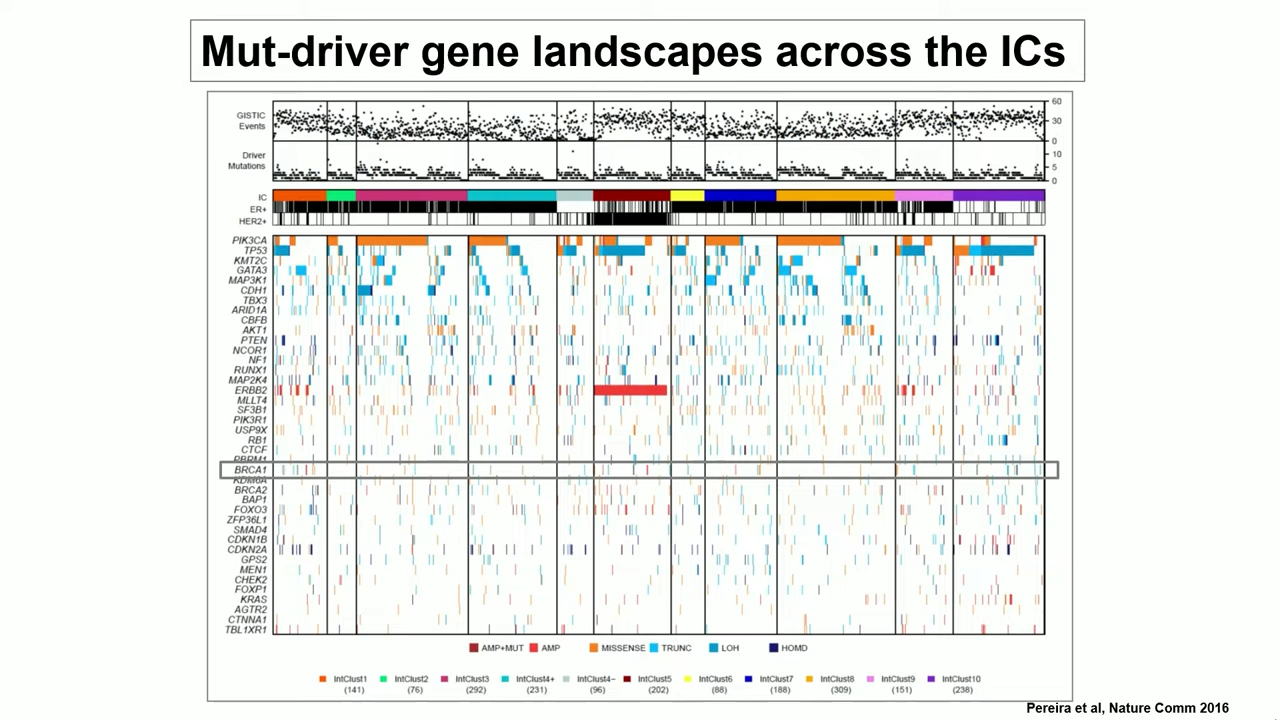 Mut-driver gene landscapes across the ICs
GISTIC
Events
60
30
0
Driver
Mutations
10
5
0
IC
ER+
HER2+
PIK3CA
TP53
KMT2C
GATA3
MAP3K1
CDH1
TBX3
ARID1A
CBFB
AKT1
PTEN
NCOR1
NF1
RUNX1
MAP2K4
ERBB2
MLLT4
SF3B1
PIK3R1
USP9X
RB1
CTCF
PBRM1
BRCA1
KDM6A
BRCA2
BAP1
FOXO3
ZFP36L1
SMAD4
CDKN1B
CDKN2A
GPS2
MEN1
CHEK2
FOXP1
KRAS
AGTR2
CTNNA1
TBL1XR1
AMP+MUT AMP MISSENSE TRUNC LOH HOMD
IntClust1 IntClust2 IntClust3 IntClust4+ IntClust4− IntClust5 IntClust6 IntClust7 IntClust8 IntClust9 IntClust10
(141) (76) (292) (231) (96) (202) (88) (188) (309) (151) (238)
Pereira et al, Nature Comm 2016